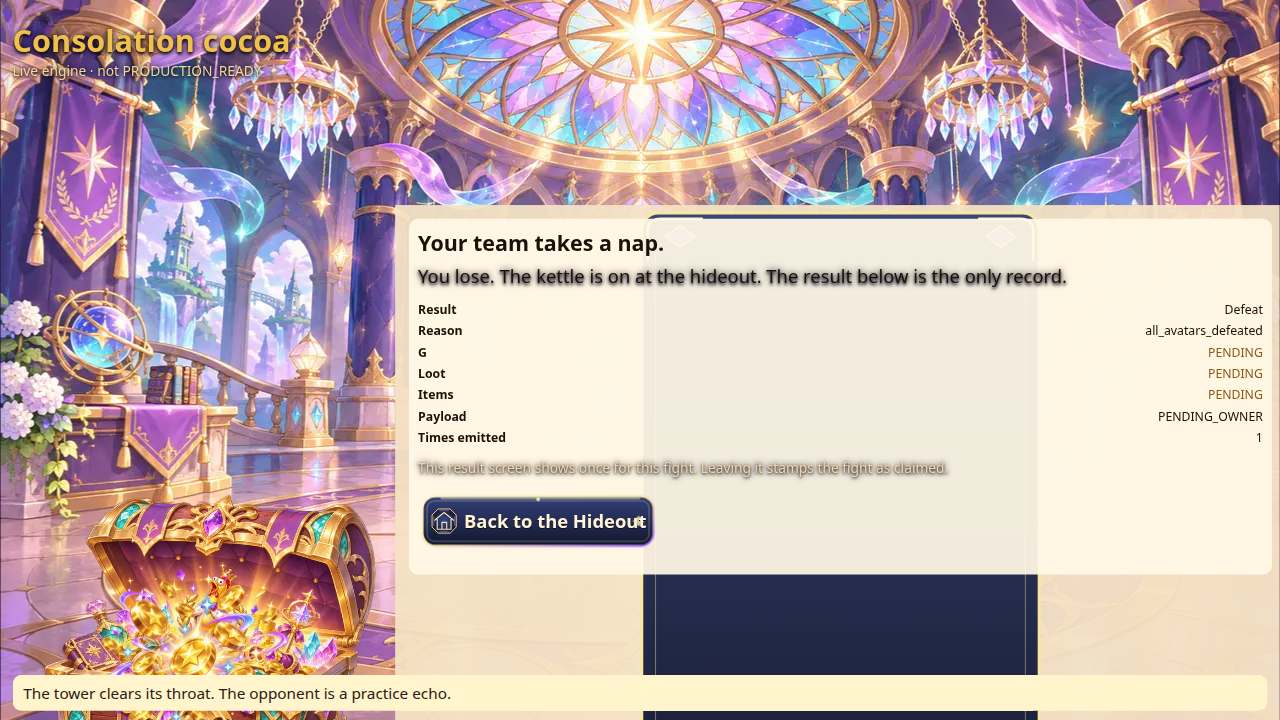 Consolation cocoa
Live engine · not PRODUCTION_READY
Your team takes a nap.
You lose. The kettle is on at the hideout. The result below is the only record.
Result Defeat
Reason all_avatars_defeated
G PENDING
Loot PENDING
Items PENDING
Payload PENDING_OWNER
Times emitted 1
This result screen shows once for this fight. Leaving it stamps the fight as claimed.
Back to the Hideout
The tower clears its throat. The opponent is a practice echo.